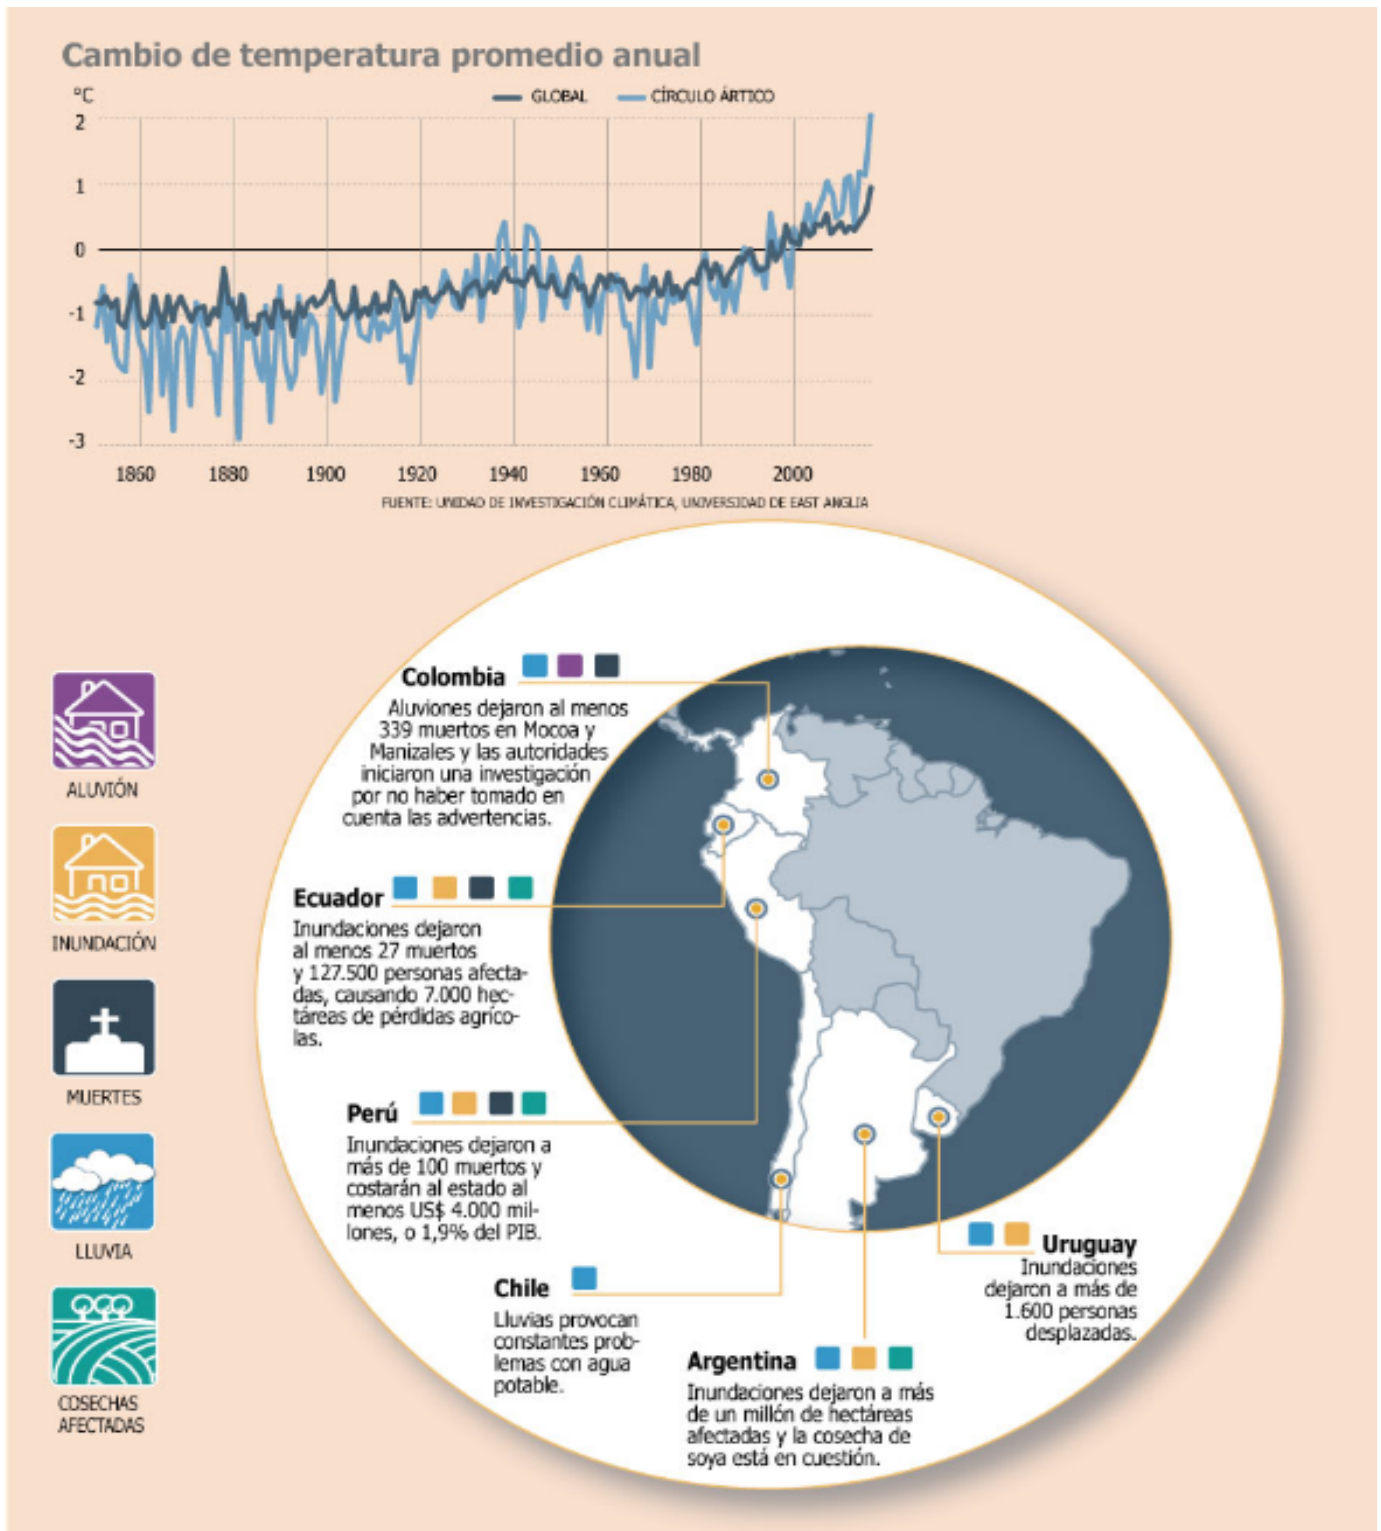 Cambio de temperatura promedio anual
°C
GLOBAL
CÍRCULO ÁRTICO
2
1
0
-1
-2
-3
1860
1880
1900
1920
1940
1960
1980
2000
FUENTE: UNIDAD DE INVESTIGACIÓN CLIMÁTICA, UNIVERSIDAD DE EAST ANGLIA
ALUVIÓN
INUNDACIÓN
MUERTES
LLUVIA
COSECHAS
AFECTADAS
Colombia
Aluviones dejaron al menos
339 muertos en Mocoa y
Manizales y las autoridades
iniciaron una investigación
por no haber tomado en
cuenta las advertencias.
Ecuador
Inundaciones dejaron
al menos 27 muertos
y 127.500 personas afecta-
das, causando 7.000 hec-
táreas de pérdidas agríco-
las.
Perú
Inundaciones dejaron a
más de 100 muertos y
costarán al estado al
menos US$ 4.000 mil-
lones, o 1,9% del PIB.
Chile
Lluvias provocan
constantes prob-
lemas con agua
potable.
Argentina
Inundaciones dejaron a más
de un millón de hectáreas
afectadas y la cosecha de
soya está en cuestión.
Uruguay
Inundaciones
dejaron a más de
1.600 personas
desplazadas.